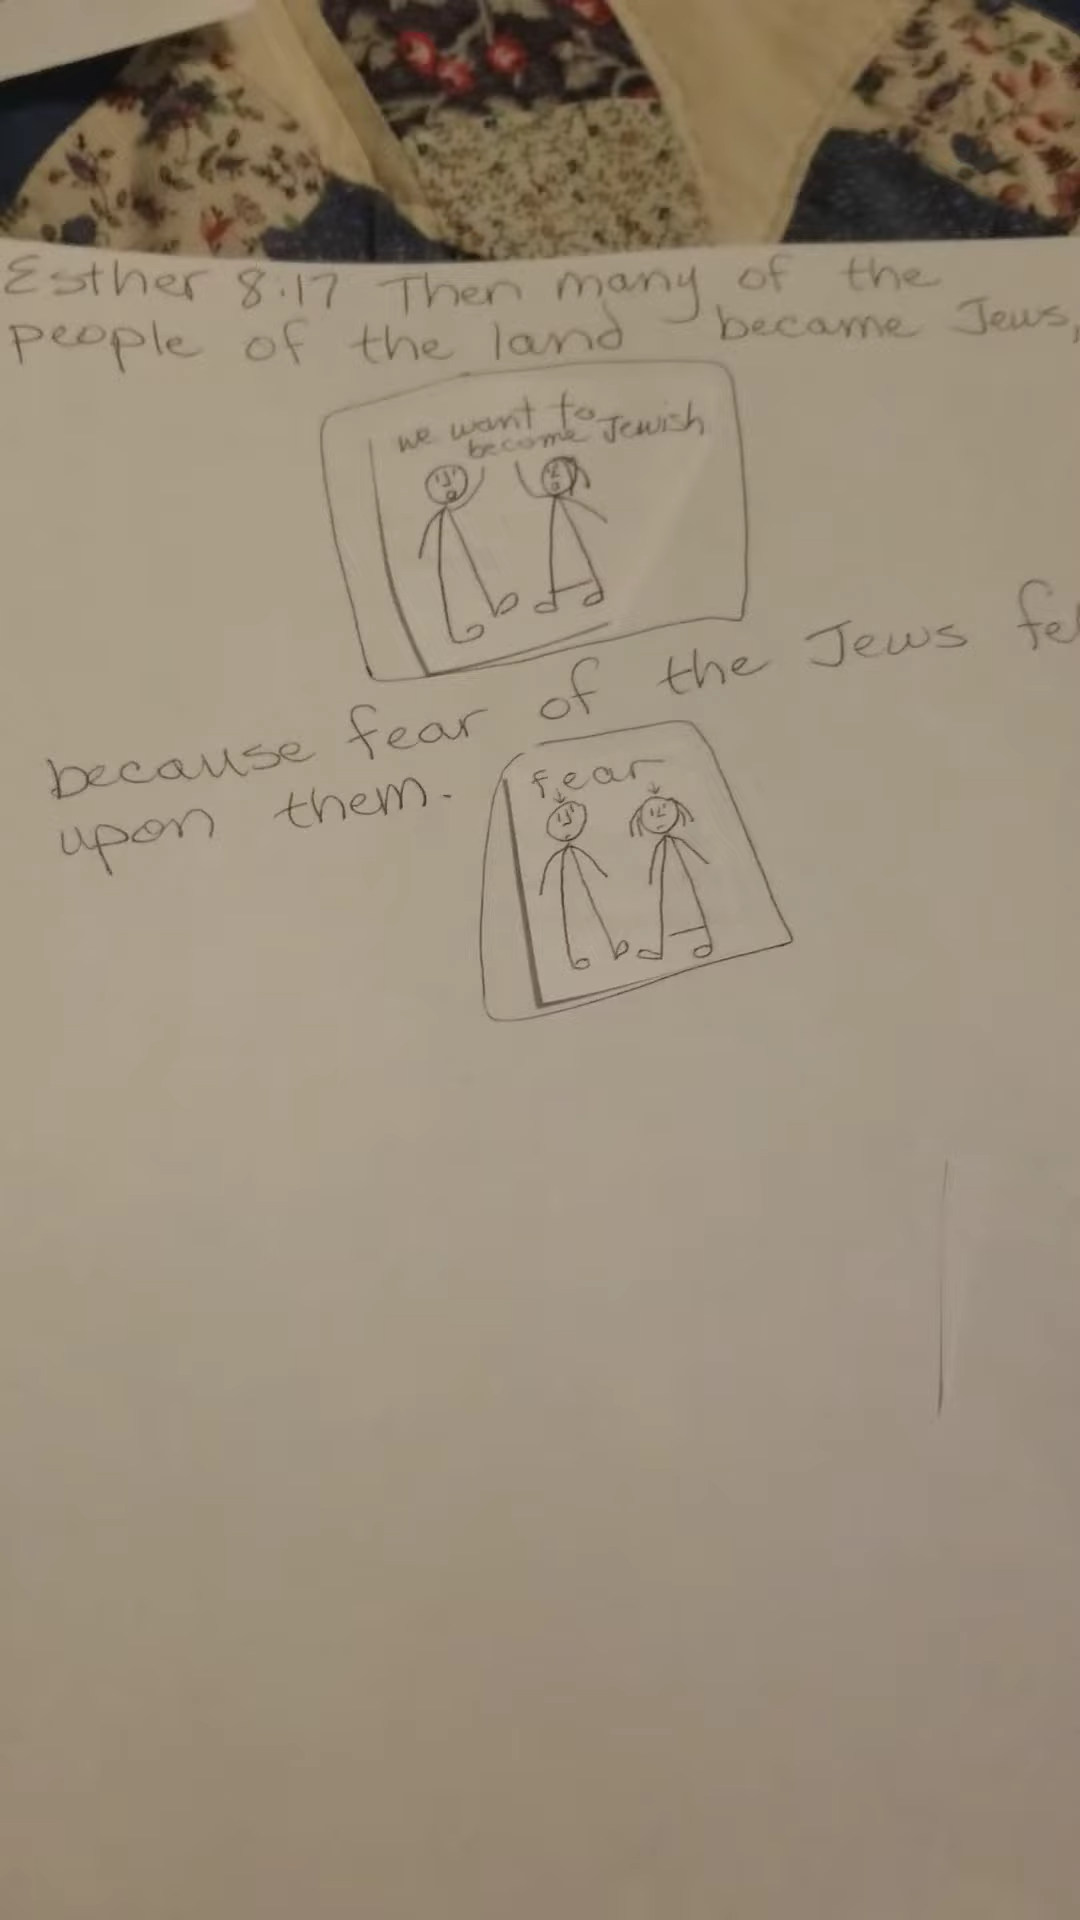 Esther 8:17 Then many of the
people of the land became Jews,
we want to
become Jewish
because fear of the Jews
upon them.
fear